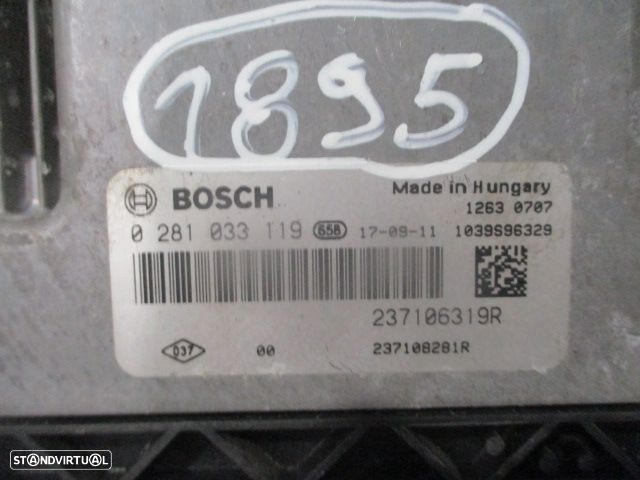 1895
BOSCH
Made in Hungary
1263 0707
0 281 033 119 658 17-09-11 1039S96329
237106319R
D37 00 237108281R
STANDVIRTUAL